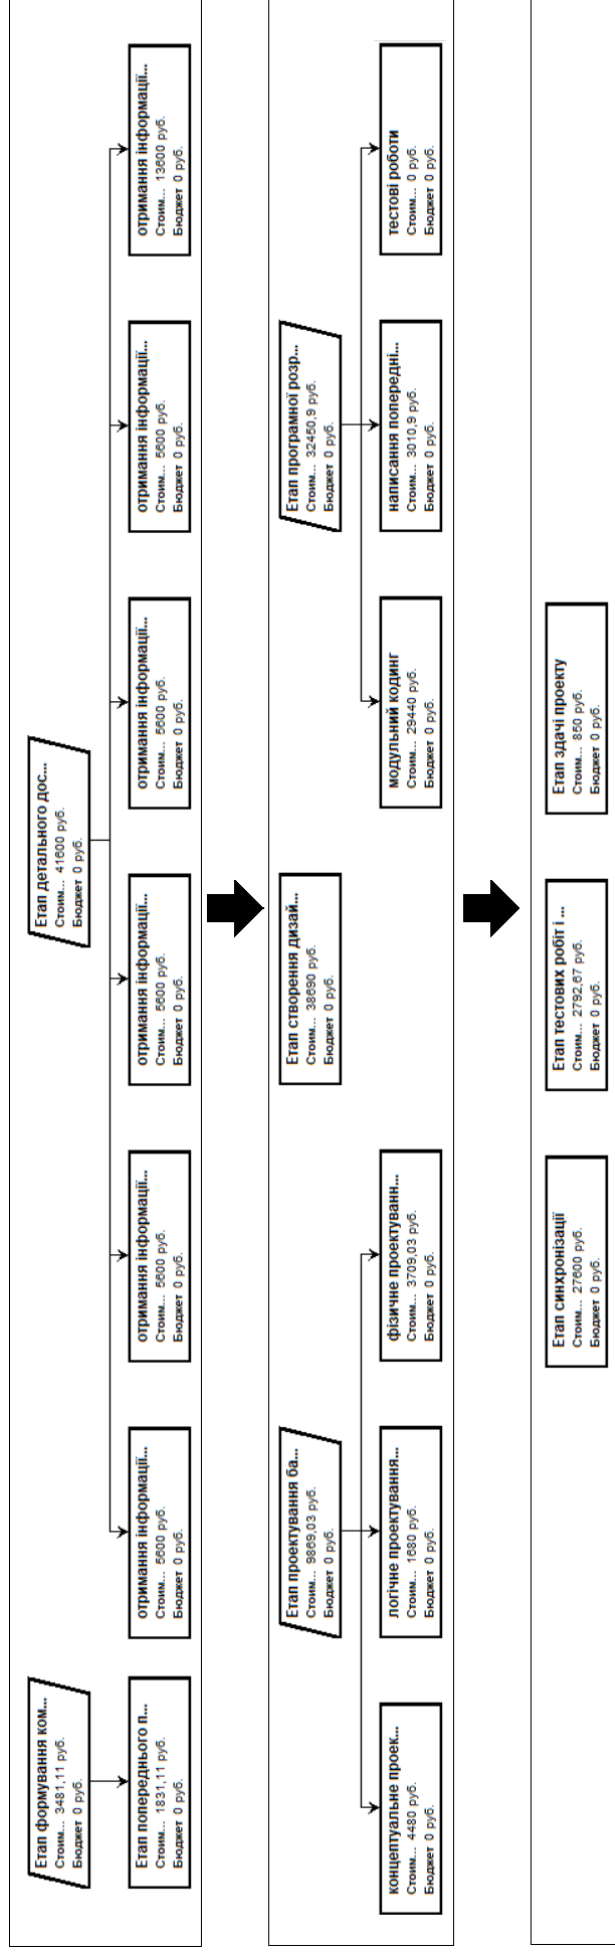 Етап формування ком...
Стоим... 3481,11 руб.
Бюджет 0 руб.
Етап детального дос...
Стоим... 41600 руб.
Бюджет 0 руб.
Етап попереднього п...
Стоим... 1831,11 руб.
Бюджет 0 руб.
отримання інформації...
Стоим... 5600 руб.
Бюджет 0 руб.
отримання інформації...
Стоим... 5600 руб.
Бюджет 0 руб.
отримання інформації...
Стоим... 5600 руб.
Бюджет 0 руб.
отримання інформації...
Стоим... 5600 руб.
Бюджет 0 руб.
отримання інформації...
Стоим... 5600 руб.
Бюджет 0 руб.
отримання інформації...
Стоим... 13600 руб.
Бюджет 0 руб.
Етап проектування ба...
Стоим... 9869,03 руб.
Бюджет 0 руб.
Етап створення дизай...
Стоим... 38690 руб.
Бюджет 0 руб.
Етап програмної розр...
Стоим... 32450,9 руб.
Бюджет 0 руб.
концептуальне проек...
Стоим... 4480 руб.
Бюджет 0 руб.
логічне проектування...
Стоим... 1680 руб.
Бюджет 0 руб.
фізичне проектуванн...
Стоим... 3709,03 руб.
Бюджет 0 руб.
модульний кодинг
Стоим... 29440 руб.
Бюджет 0 руб.
написання попередні...
Стоим... 3010,9 руб.
Бюджет 0 руб.
тестові роботи
Стоим... 0 руб.
Бюджет 0 руб.
Етап синхронізації
Стоим... 27600 руб.
Бюджет 0 руб.
Етап тестових робіт і ...
Стоим... 2792,67 руб.
Бюджет 0 руб.
Етап здачі проекту
Стоим... 850 руб.
Бюджет 0 руб.